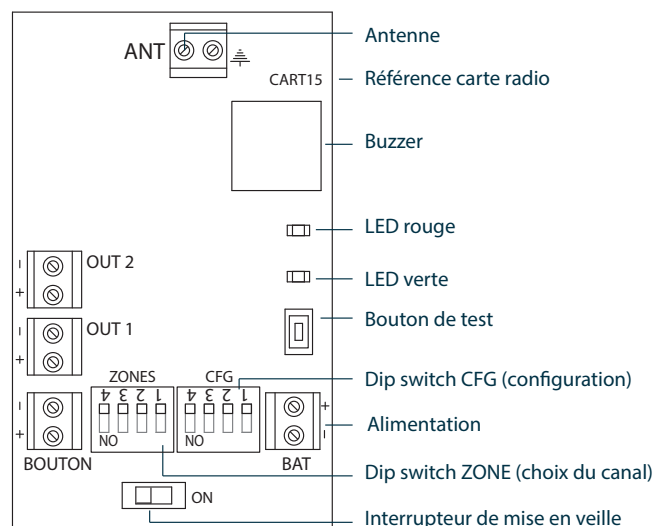 ANT
Antenne
CART15
Référence carte radio
Buzzer
LED rouge
OUT 2
- +
LED verte
OUT 1
- +
Bouton de test
ZONES
CFG
4 3 2 1
4 3 2 1
NO
NO
Dip switch CFG (configuration)
- +
+ -
Alimentation
BOUTON
BAT
Dip switch ZONE (choix du canal)
ON
Interrupteur de mise en veille